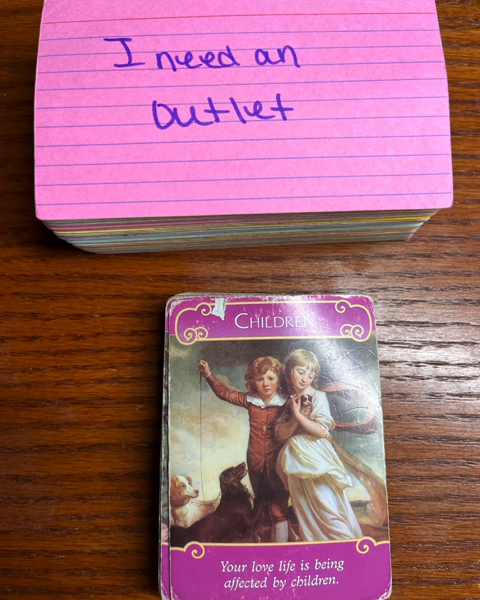 I need an
outlet
CHILDREN
Your love life is being
affected by children.